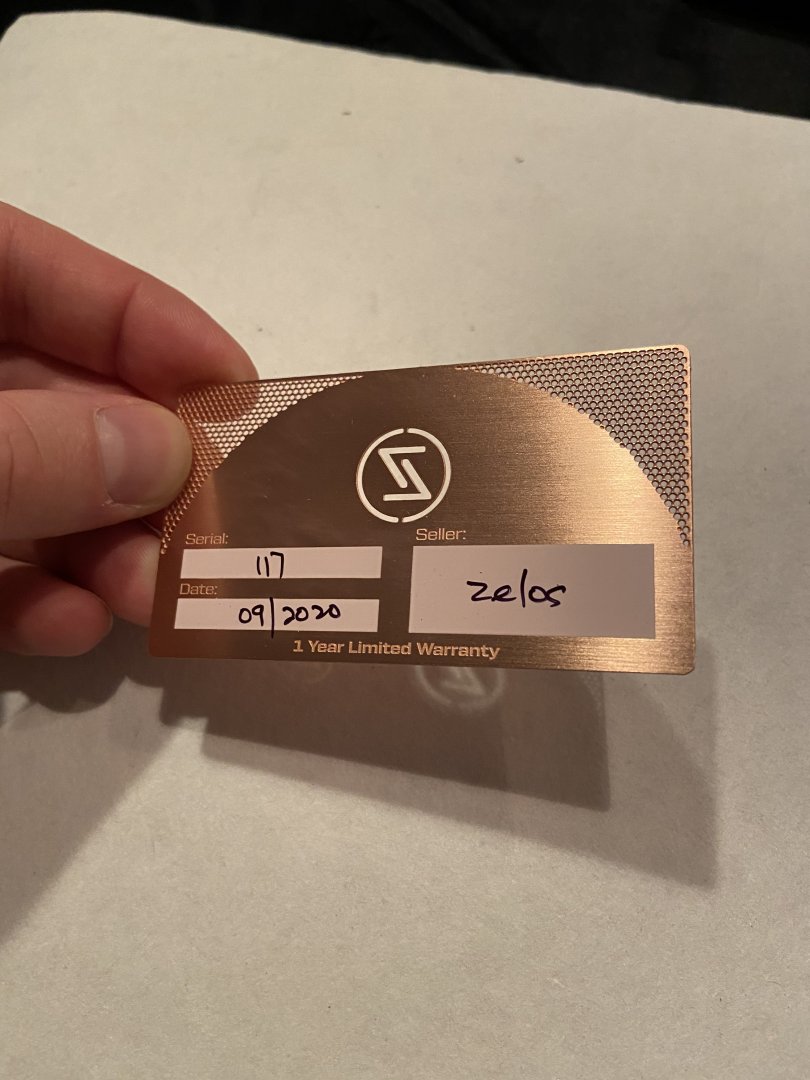 Serial:
117
Date:
09/2020
Seller:
Zelos
1 Year Limited Warranty